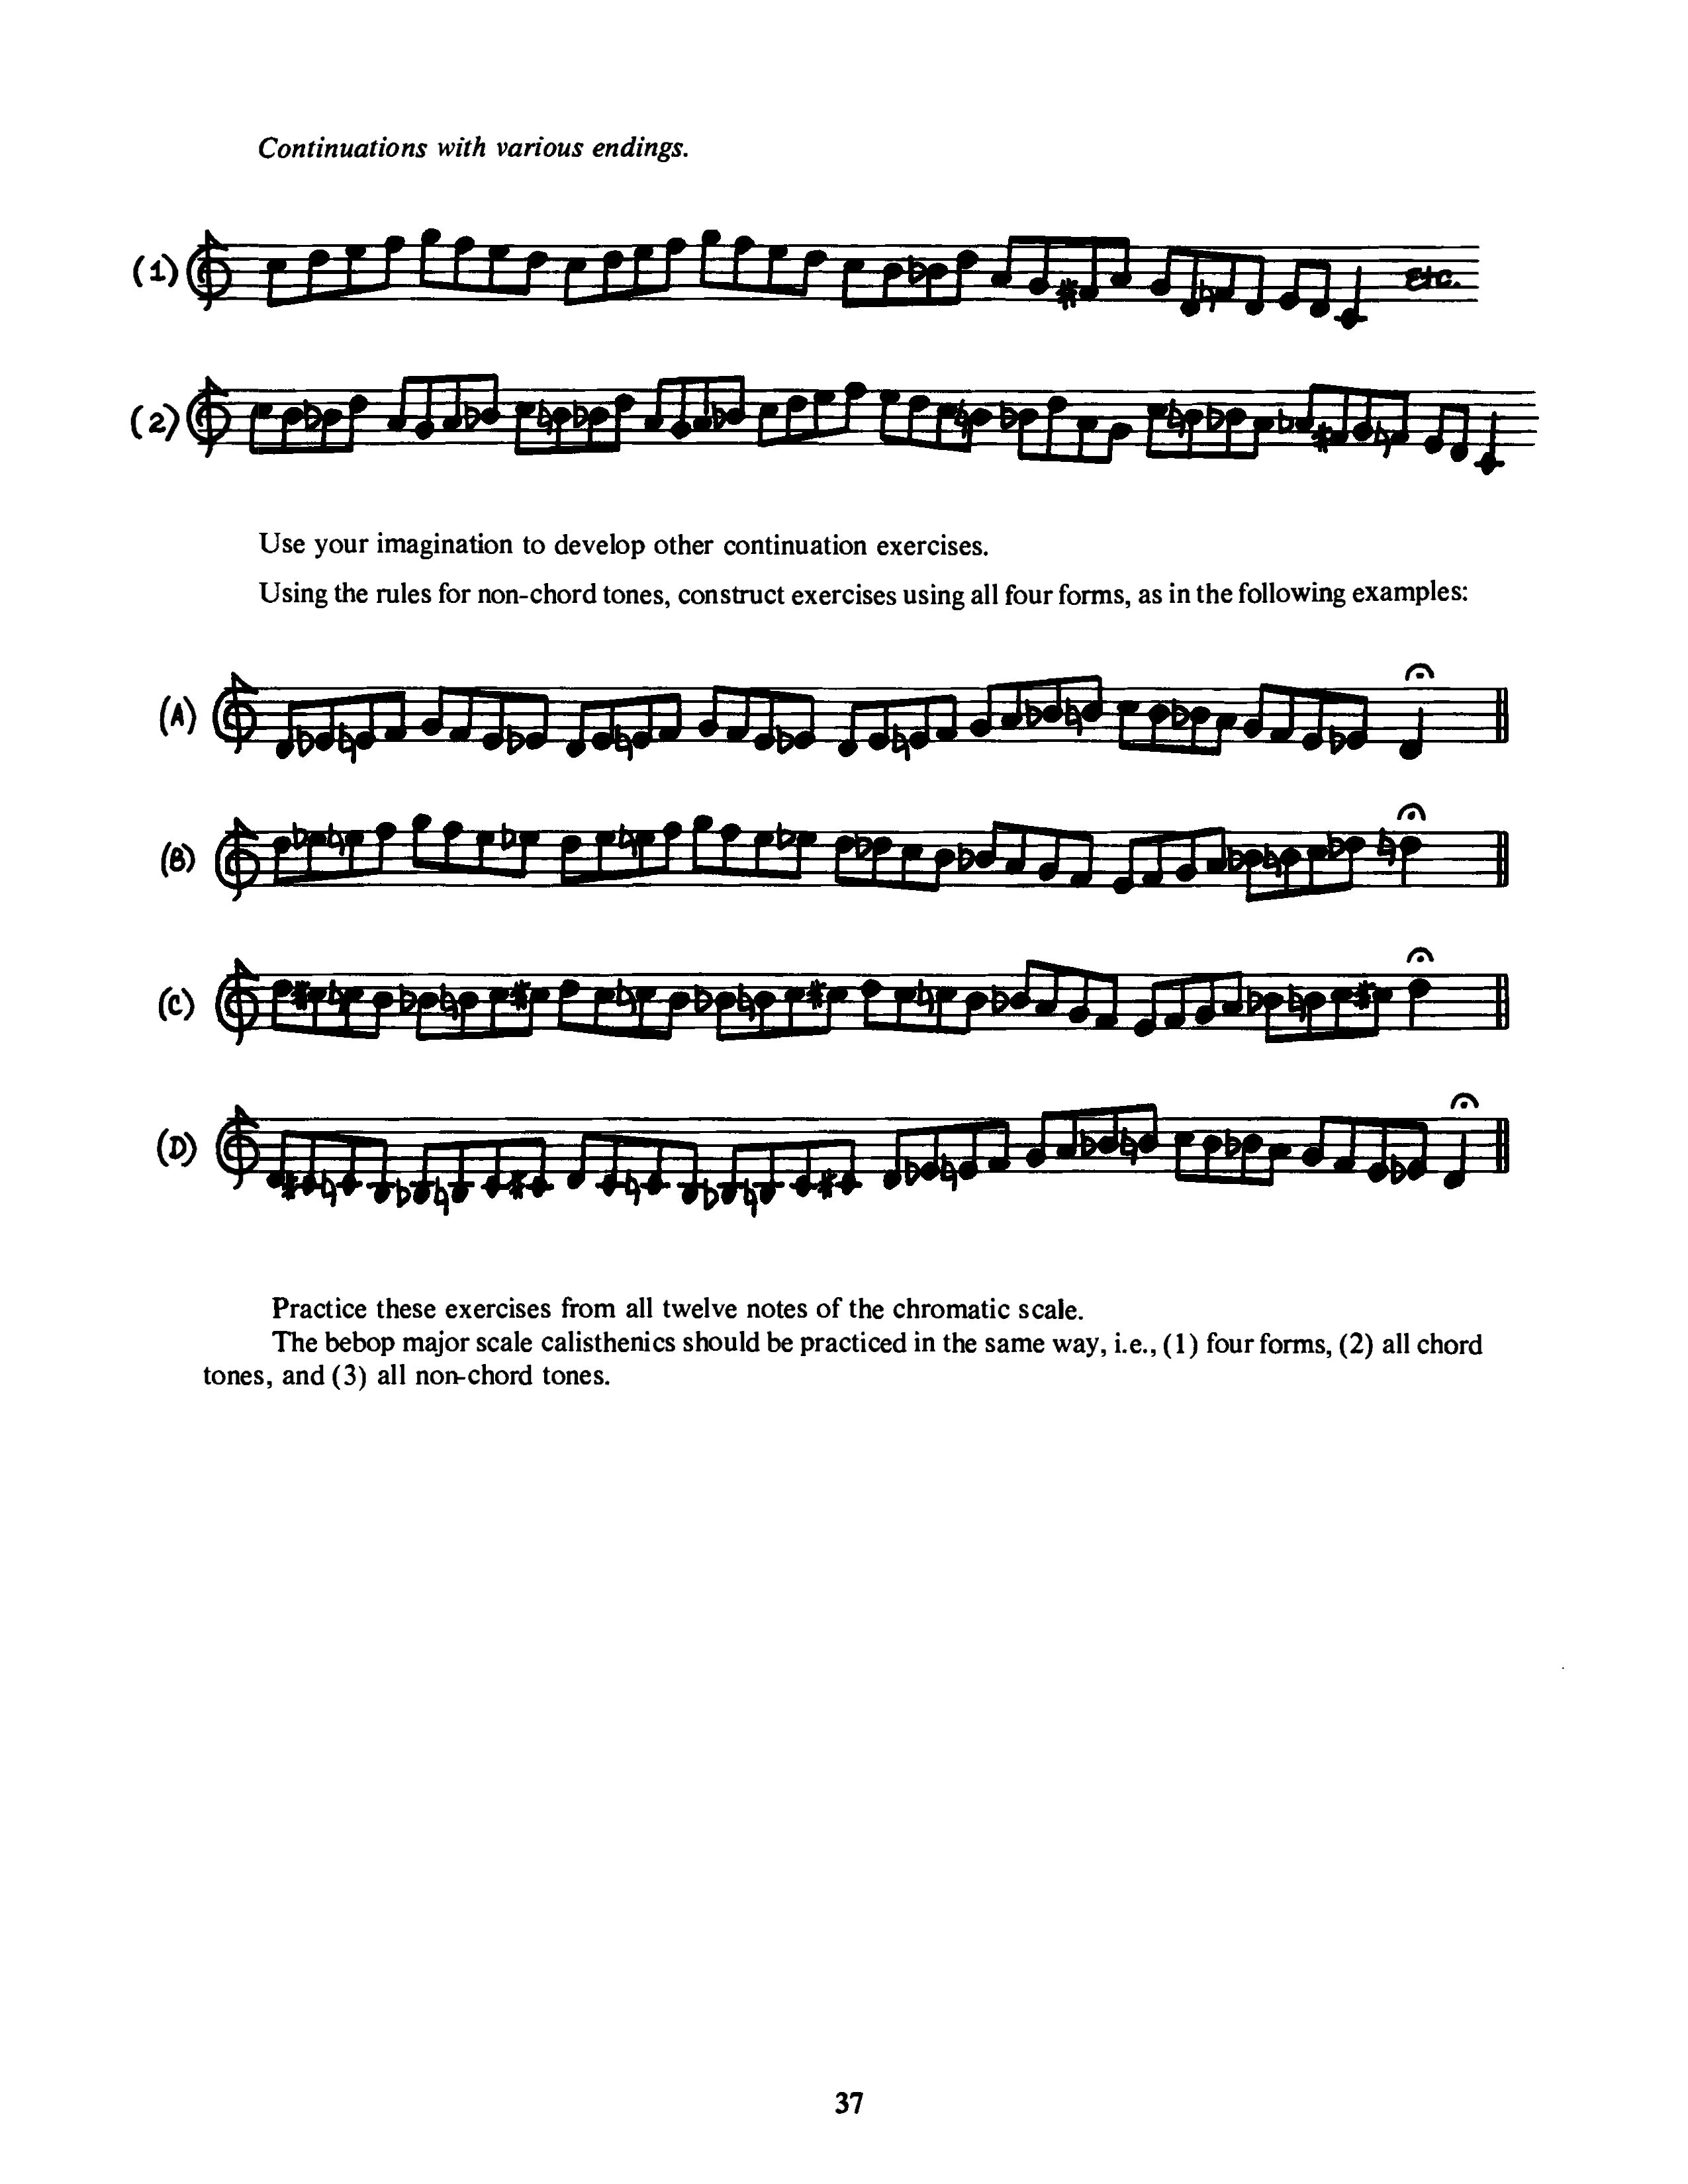 Continuations with various endings.
(1) Etc.
(2)
Use your imagination to develop other continuation exercises.
Using the rules for non-chord tones, construct exercises using all four forms, as in the following examples:
(A)
(B)
(C)
(D)
Practice these exercises from all twelve notes of the chromatic scale.
The bebop major scale calisthenics should be practiced in the same way, i.e., (1) four forms, (2) all chord
tones, and (3) all non-chord tones.
37